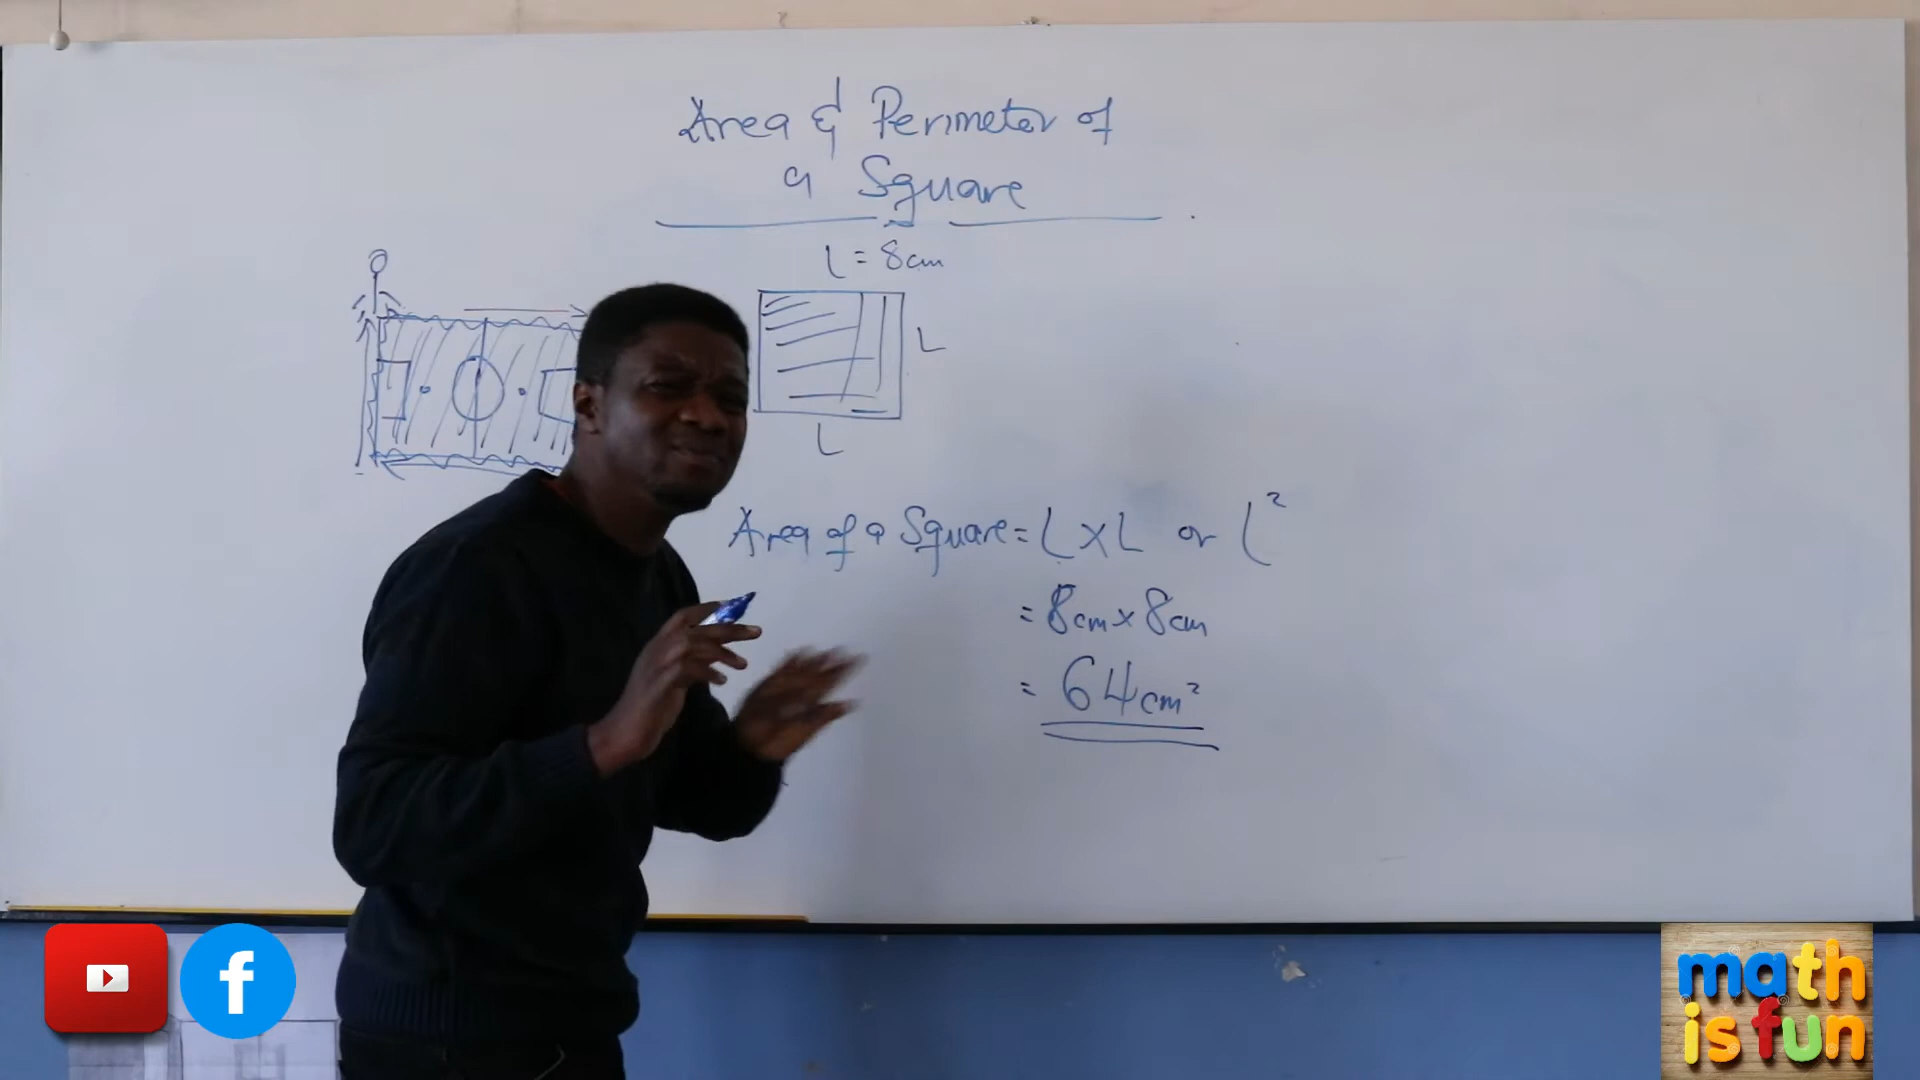 Area & Perimeter of
a Square
L = 8cm
L
L
Area of a Square = L x L or L²
= 8cm x 8cm
= 64cm²
f
math
is fun